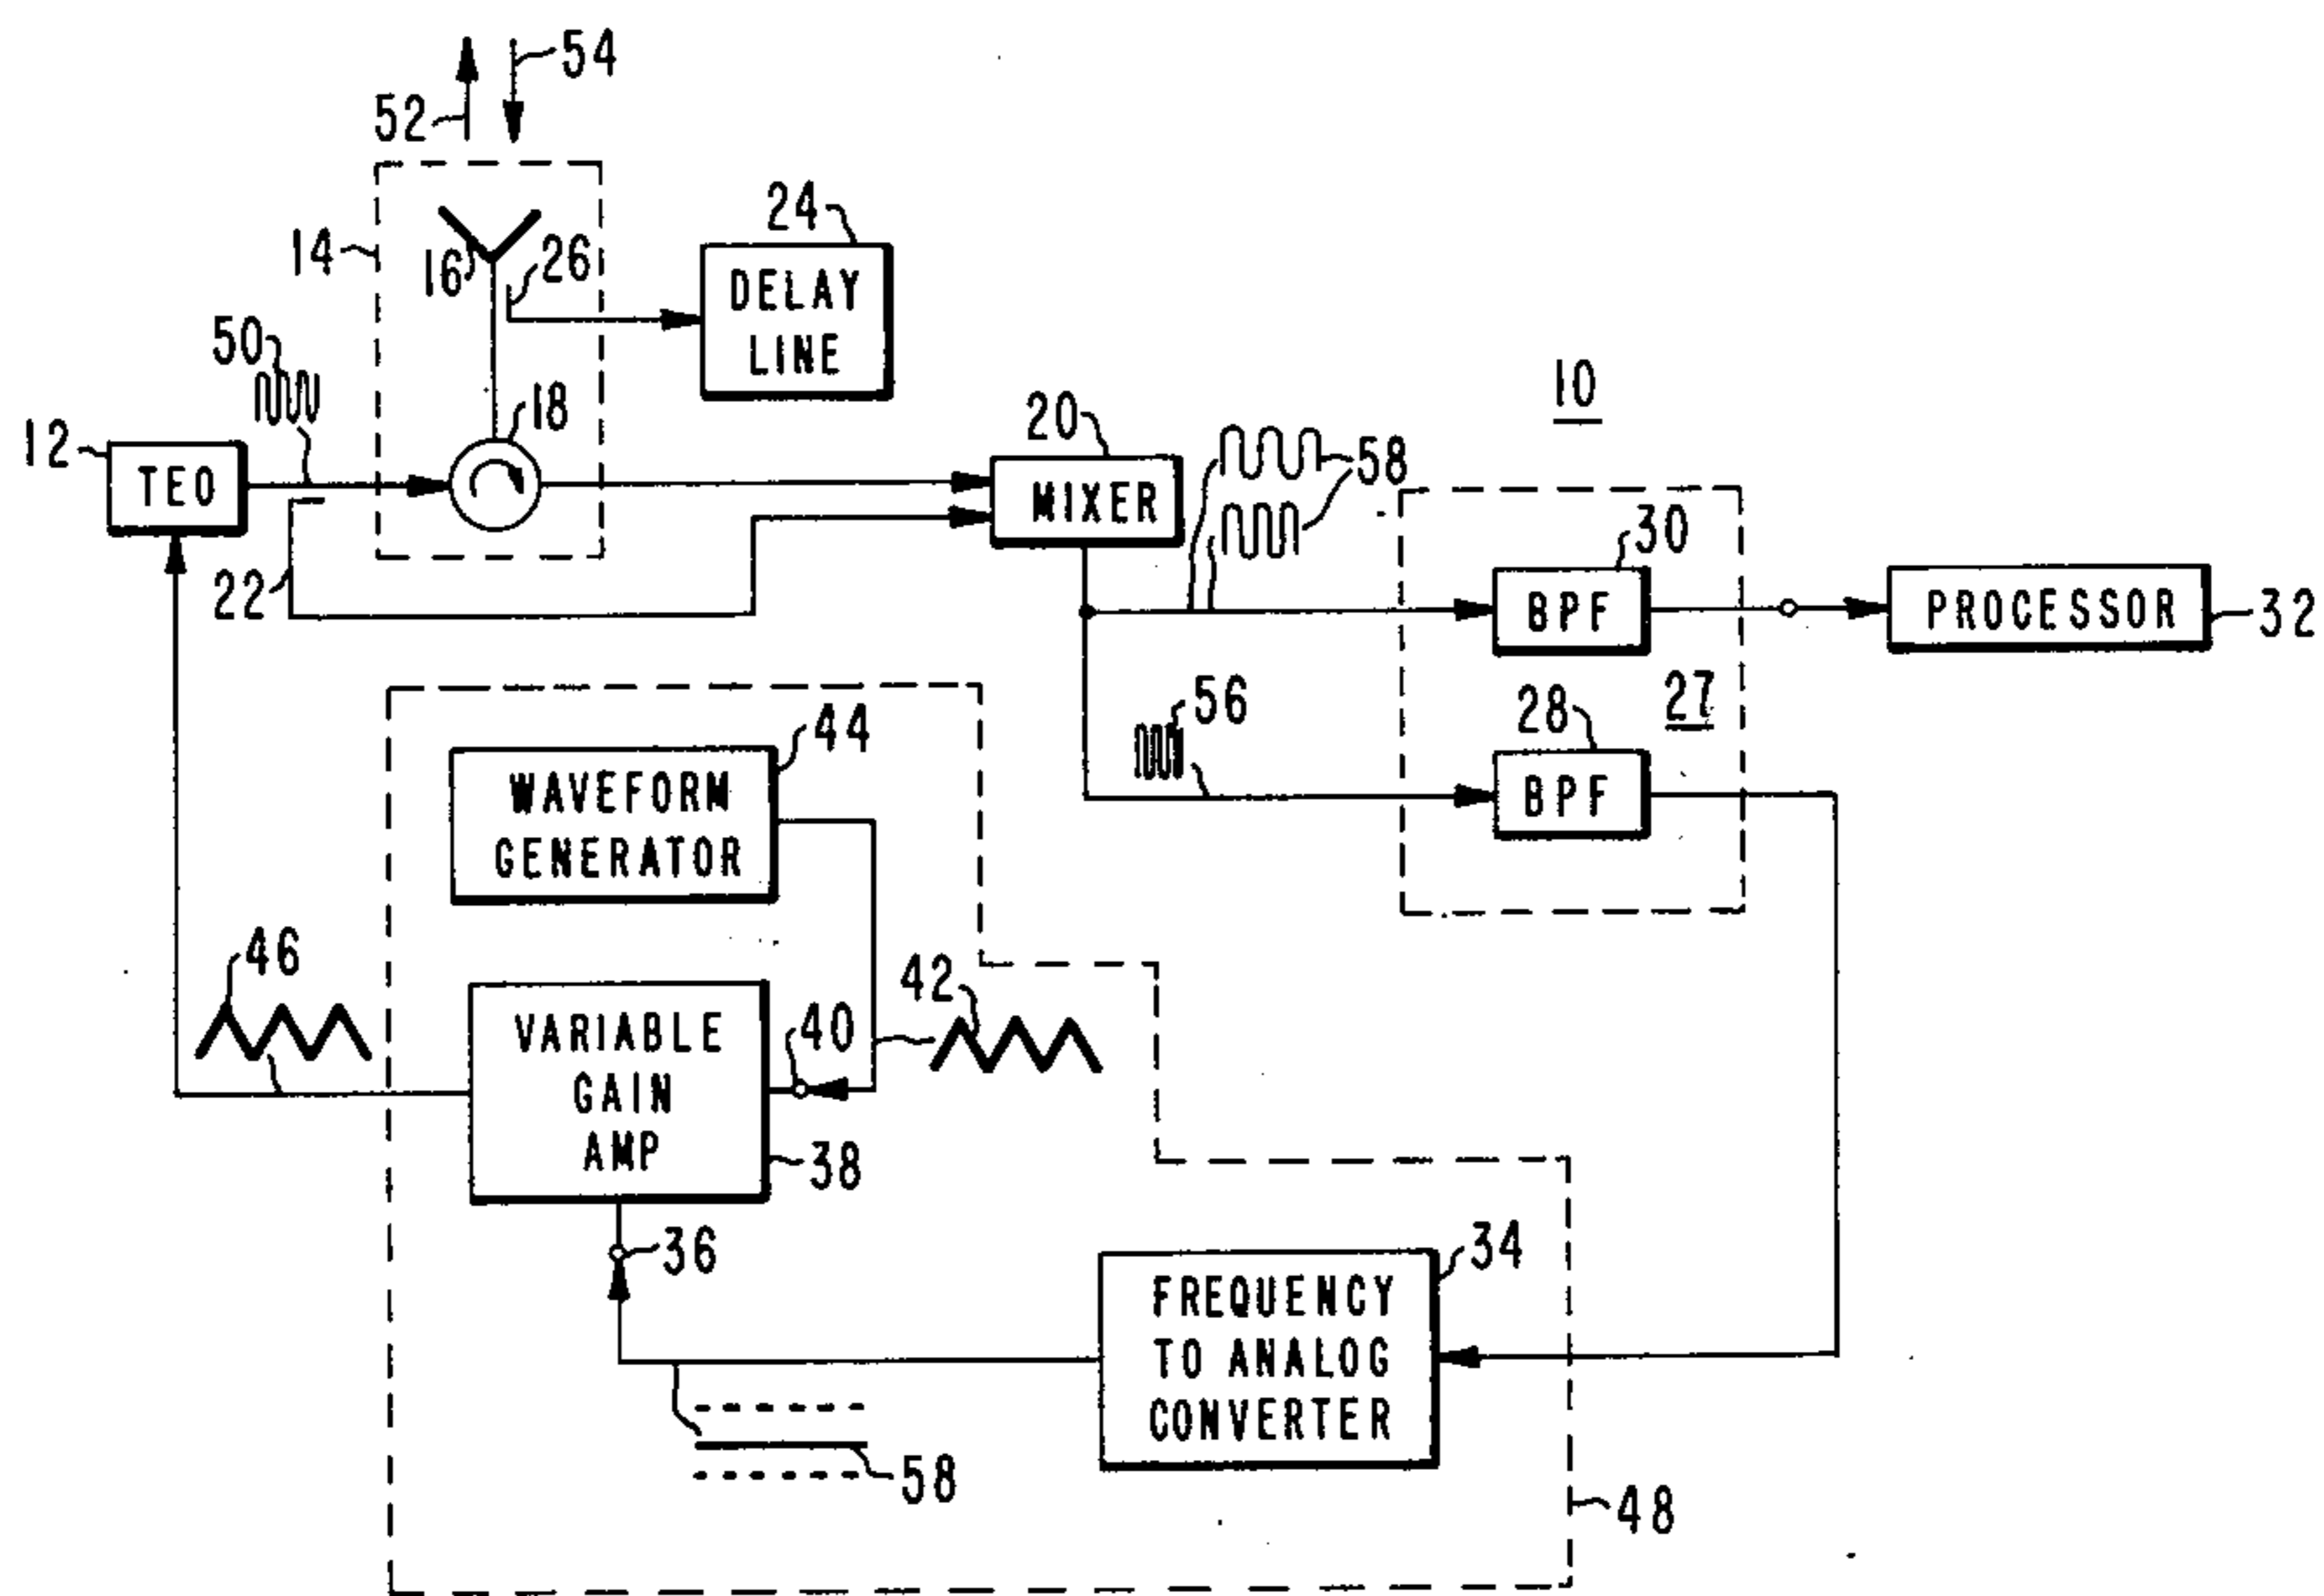 54
52
24
14
16
26
DELAY
LINE
50
10
12
18
20
58
TEO
MIXER
30
22
BPF
PROCESSOR
32
27
44
56
28
WAVEFORM
GENERATOR
BPF
46
42
VARIABLE
GAIN
AMP
40
38
36
34
FREQUENCY
TO ANALOG
CONVERTER
58
48